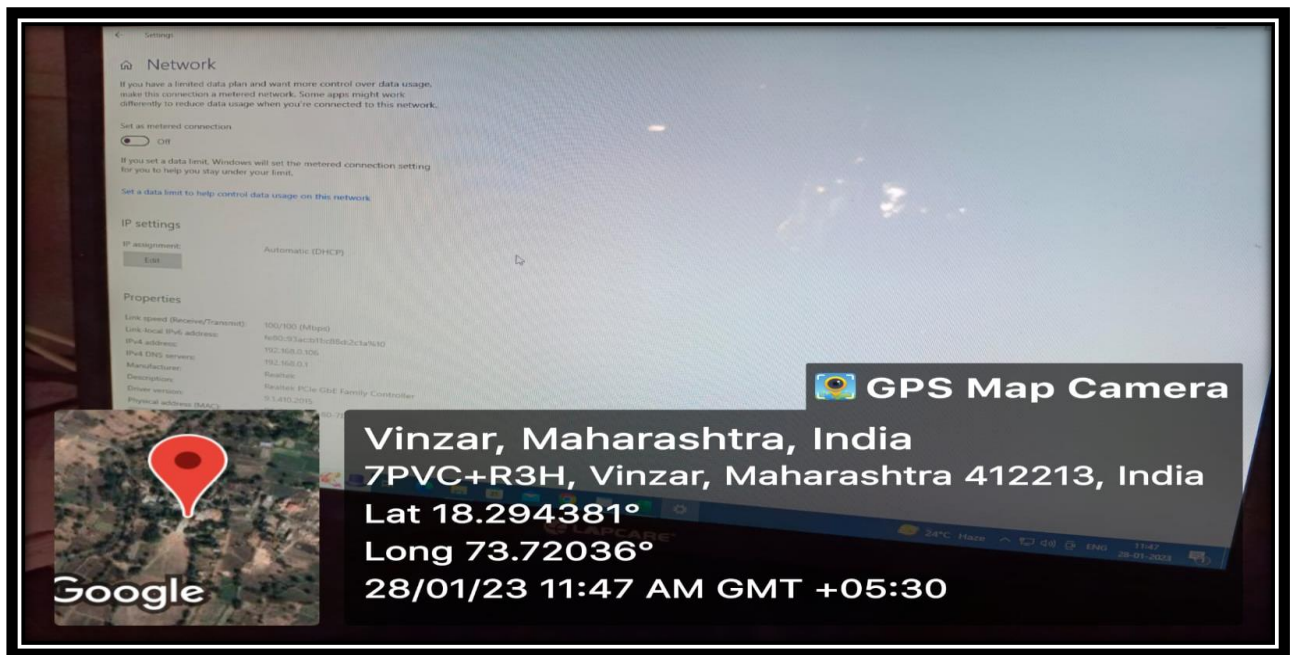 Settings
Network
If you have a limited data plan and want more control over data usage,
make this connection a metered network. Some apps might work
differently to reduce data usage when you're connected to this network.
Set as metered connection
Off
If you set a data limit, Windows will set the metered connection setting
for you to help you stay under your limit.
Set a data limit to help control data usage on this network
IP settings
IP assignment: Automatic (DHCP)
Edit
Properties
Link speed (Receive/Transmit): 100/100 (Mbps)
Link-local IPv6 address:
IPv4 address: 192.168.0.106
IPv4 DNS servers: 192.168.0.1
Manufacturer: Realtek
Description: Realtek PCIe GbE Family Controller
Driver version: 9.1.410.2015
Physical address (MAC):
GPS Map Camera
Vinzar, Maharashtra, India
7PVC+R3H, Vinzar, Maharashtra 412213, India
Lat 18.294381°
Long 73.72036°
28/01/23 11:47 AM GMT +05:30
Google
LAPCARE
24°C Haze ENG 11:47
28-01-2023